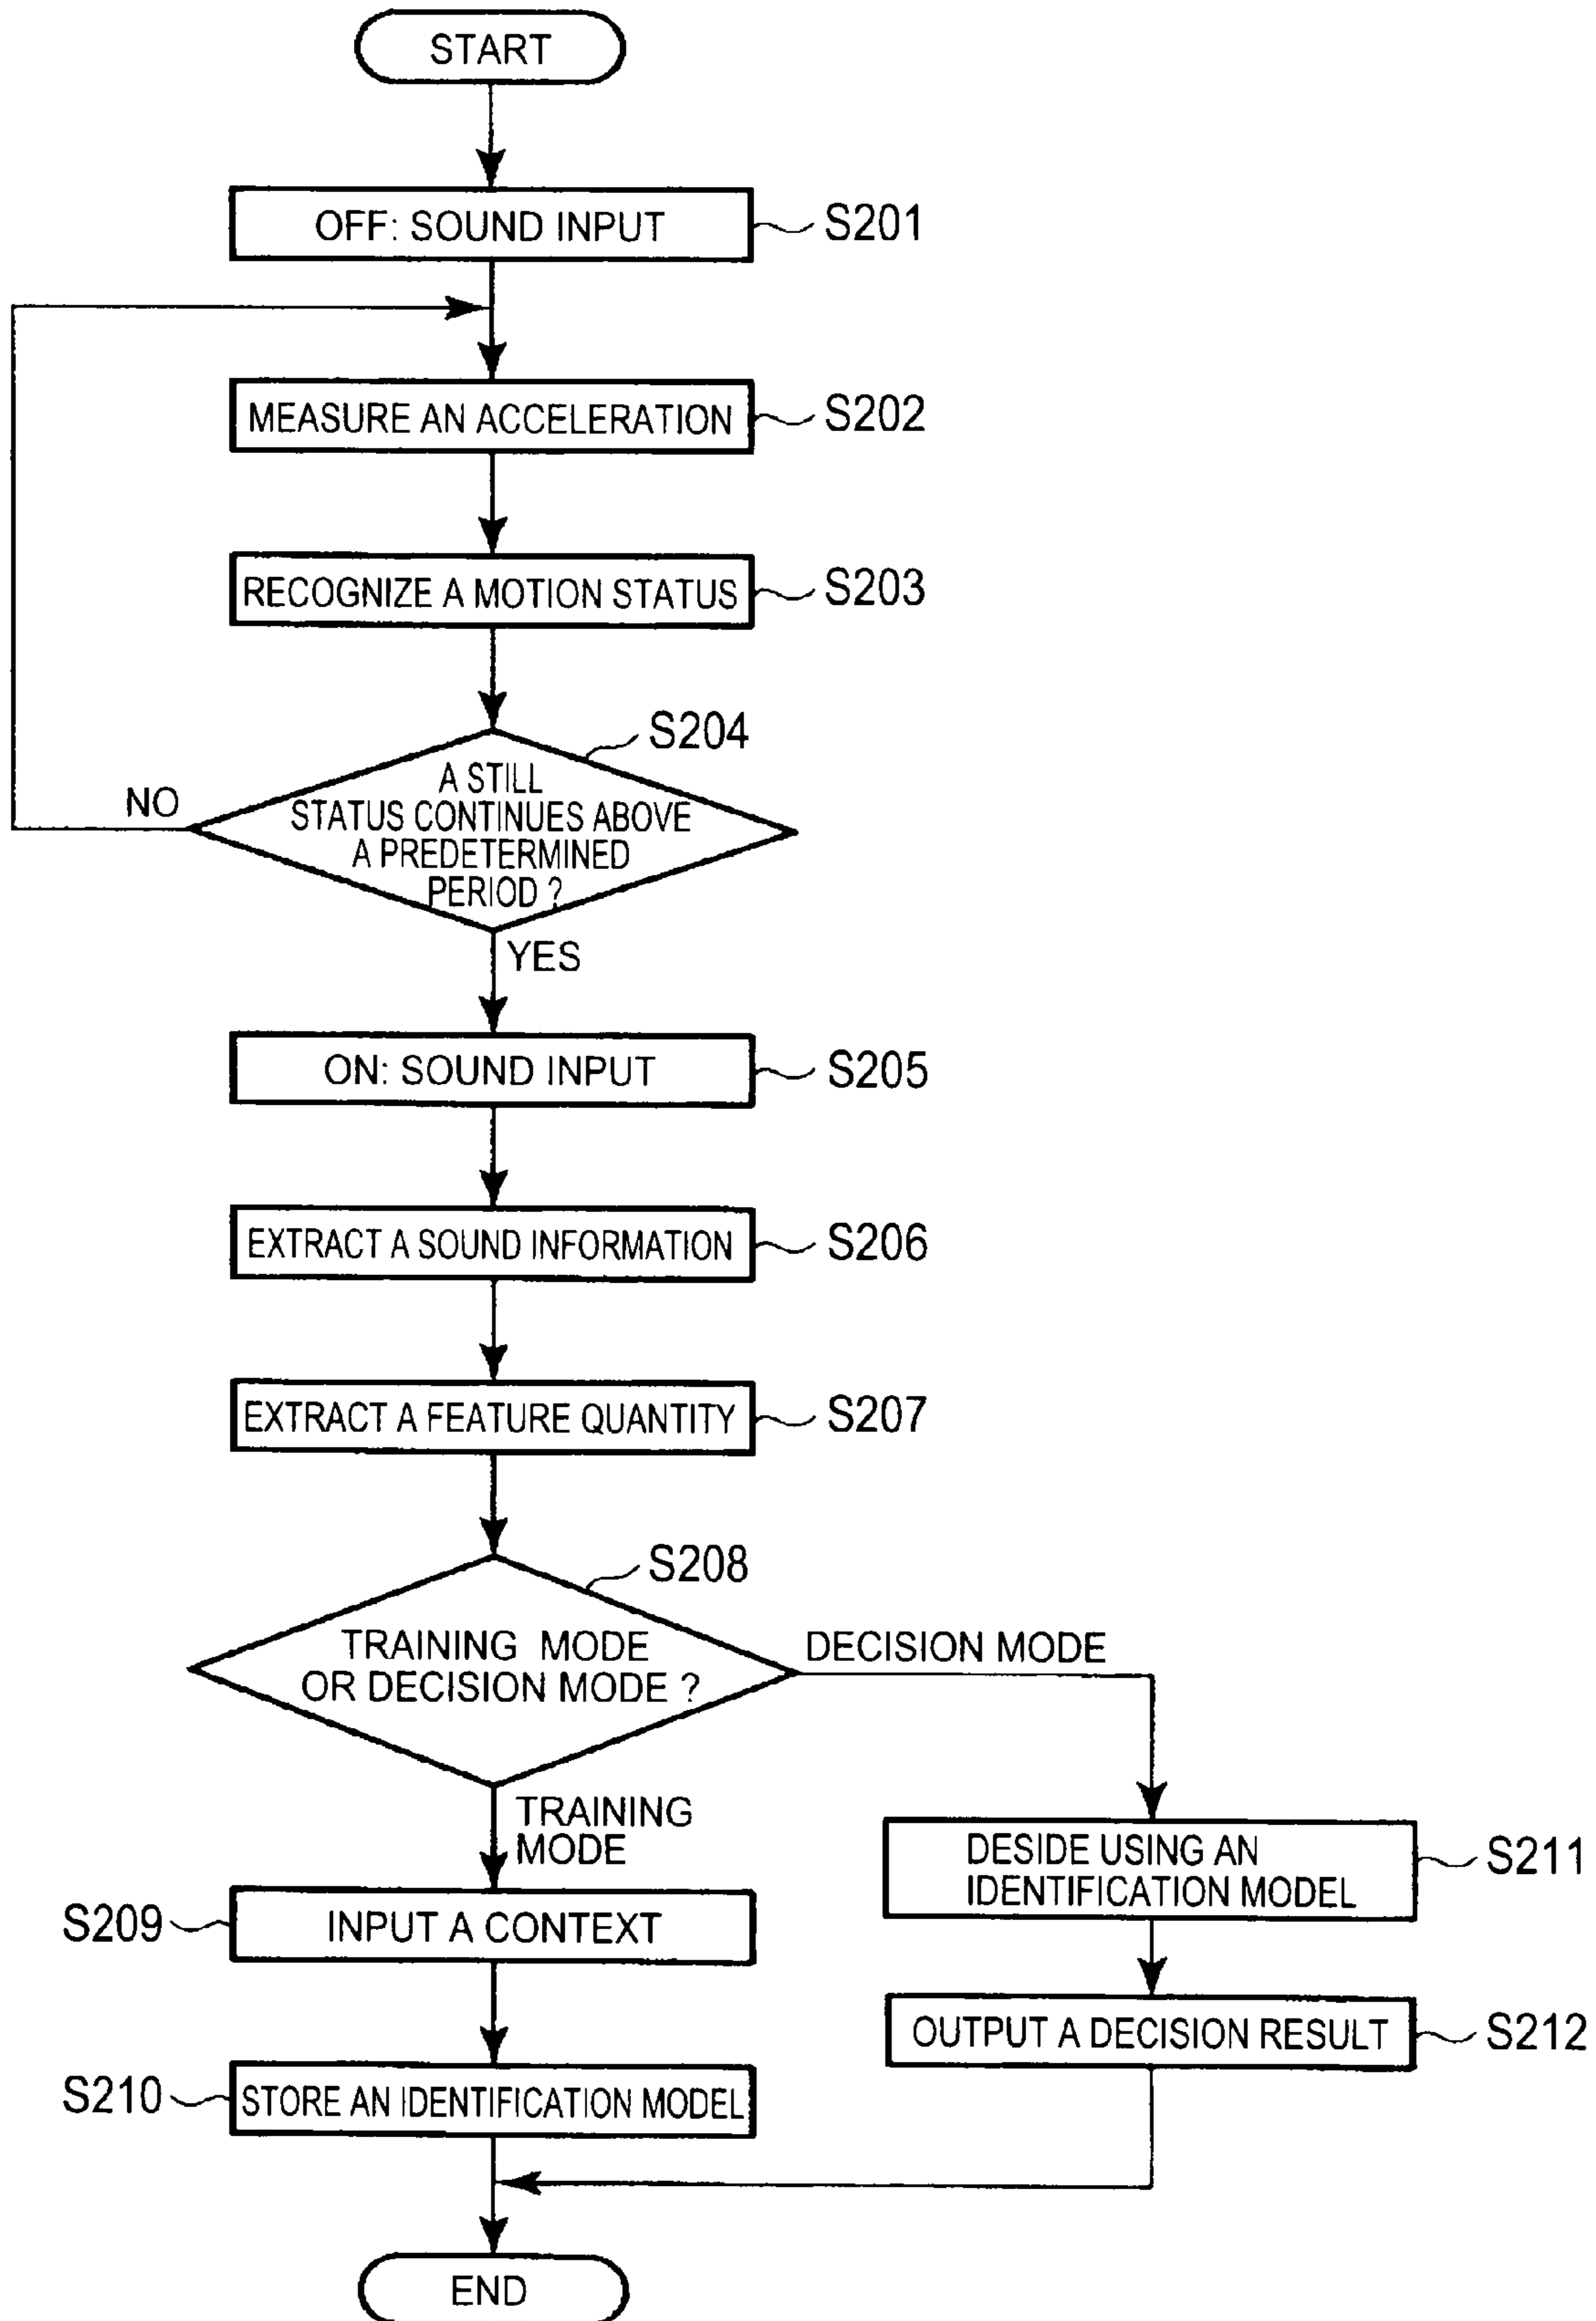 START
OFF: SOUND INPUT
S201
MEASURE AN ACCELERATION
S202
RECOGNIZE A MOTION STATUS
S203
S204
A STILL
STATUS CONTINUES ABOVE
A PREDETERMINED
PERIOD ?
NO
YES
ON: SOUND INPUT
S205
EXTRACT A SOUND INFORMATION
S206
EXTRACT A FEATURE QUANTITY
S207
S208
TRAINING MODE
OR DECISION MODE ?
DECISION MODE
TRAINING
MODE
DESIDE USING AN
IDENTIFICATION MODEL
S211
S209
INPUT A CONTEXT
OUTPUT A DECISION RESULT
S212
S210
STORE AN IDENTIFICATION MODEL
END